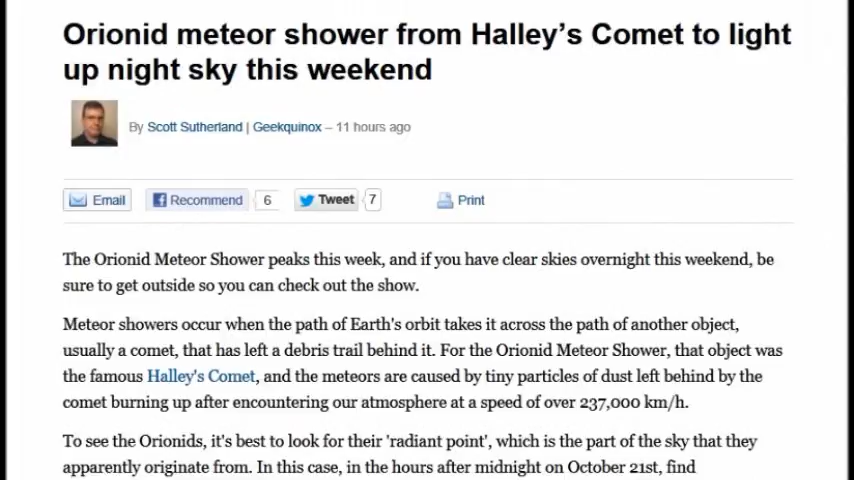 Orionid meteor shower from Halley’s Comet to light
up night sky this weekend
By Scott Sutherland | Geekquinox – 11 hours ago
Email Recommend 6 Tweet 7 Print
The Orionid Meteor Shower peaks this week, and if you have clear skies overnight this weekend, be
sure to get outside so you can check out the show.
Meteor showers occur when the path of Earth's orbit takes it across the path of another object,
usually a comet, that has left a debris trail behind it. For the Orionid Meteor Shower, that object was
the famous Halley's Comet, and the meteors are caused by tiny particles of dust left behind by the
comet burning up after encountering our atmosphere at a speed of over 237,000 km/h.
To see the Orionids, it's best to look for their 'radiant point', which is the part of the sky that they
apparently originate from. In this case, in the hours after midnight on October 21st, find